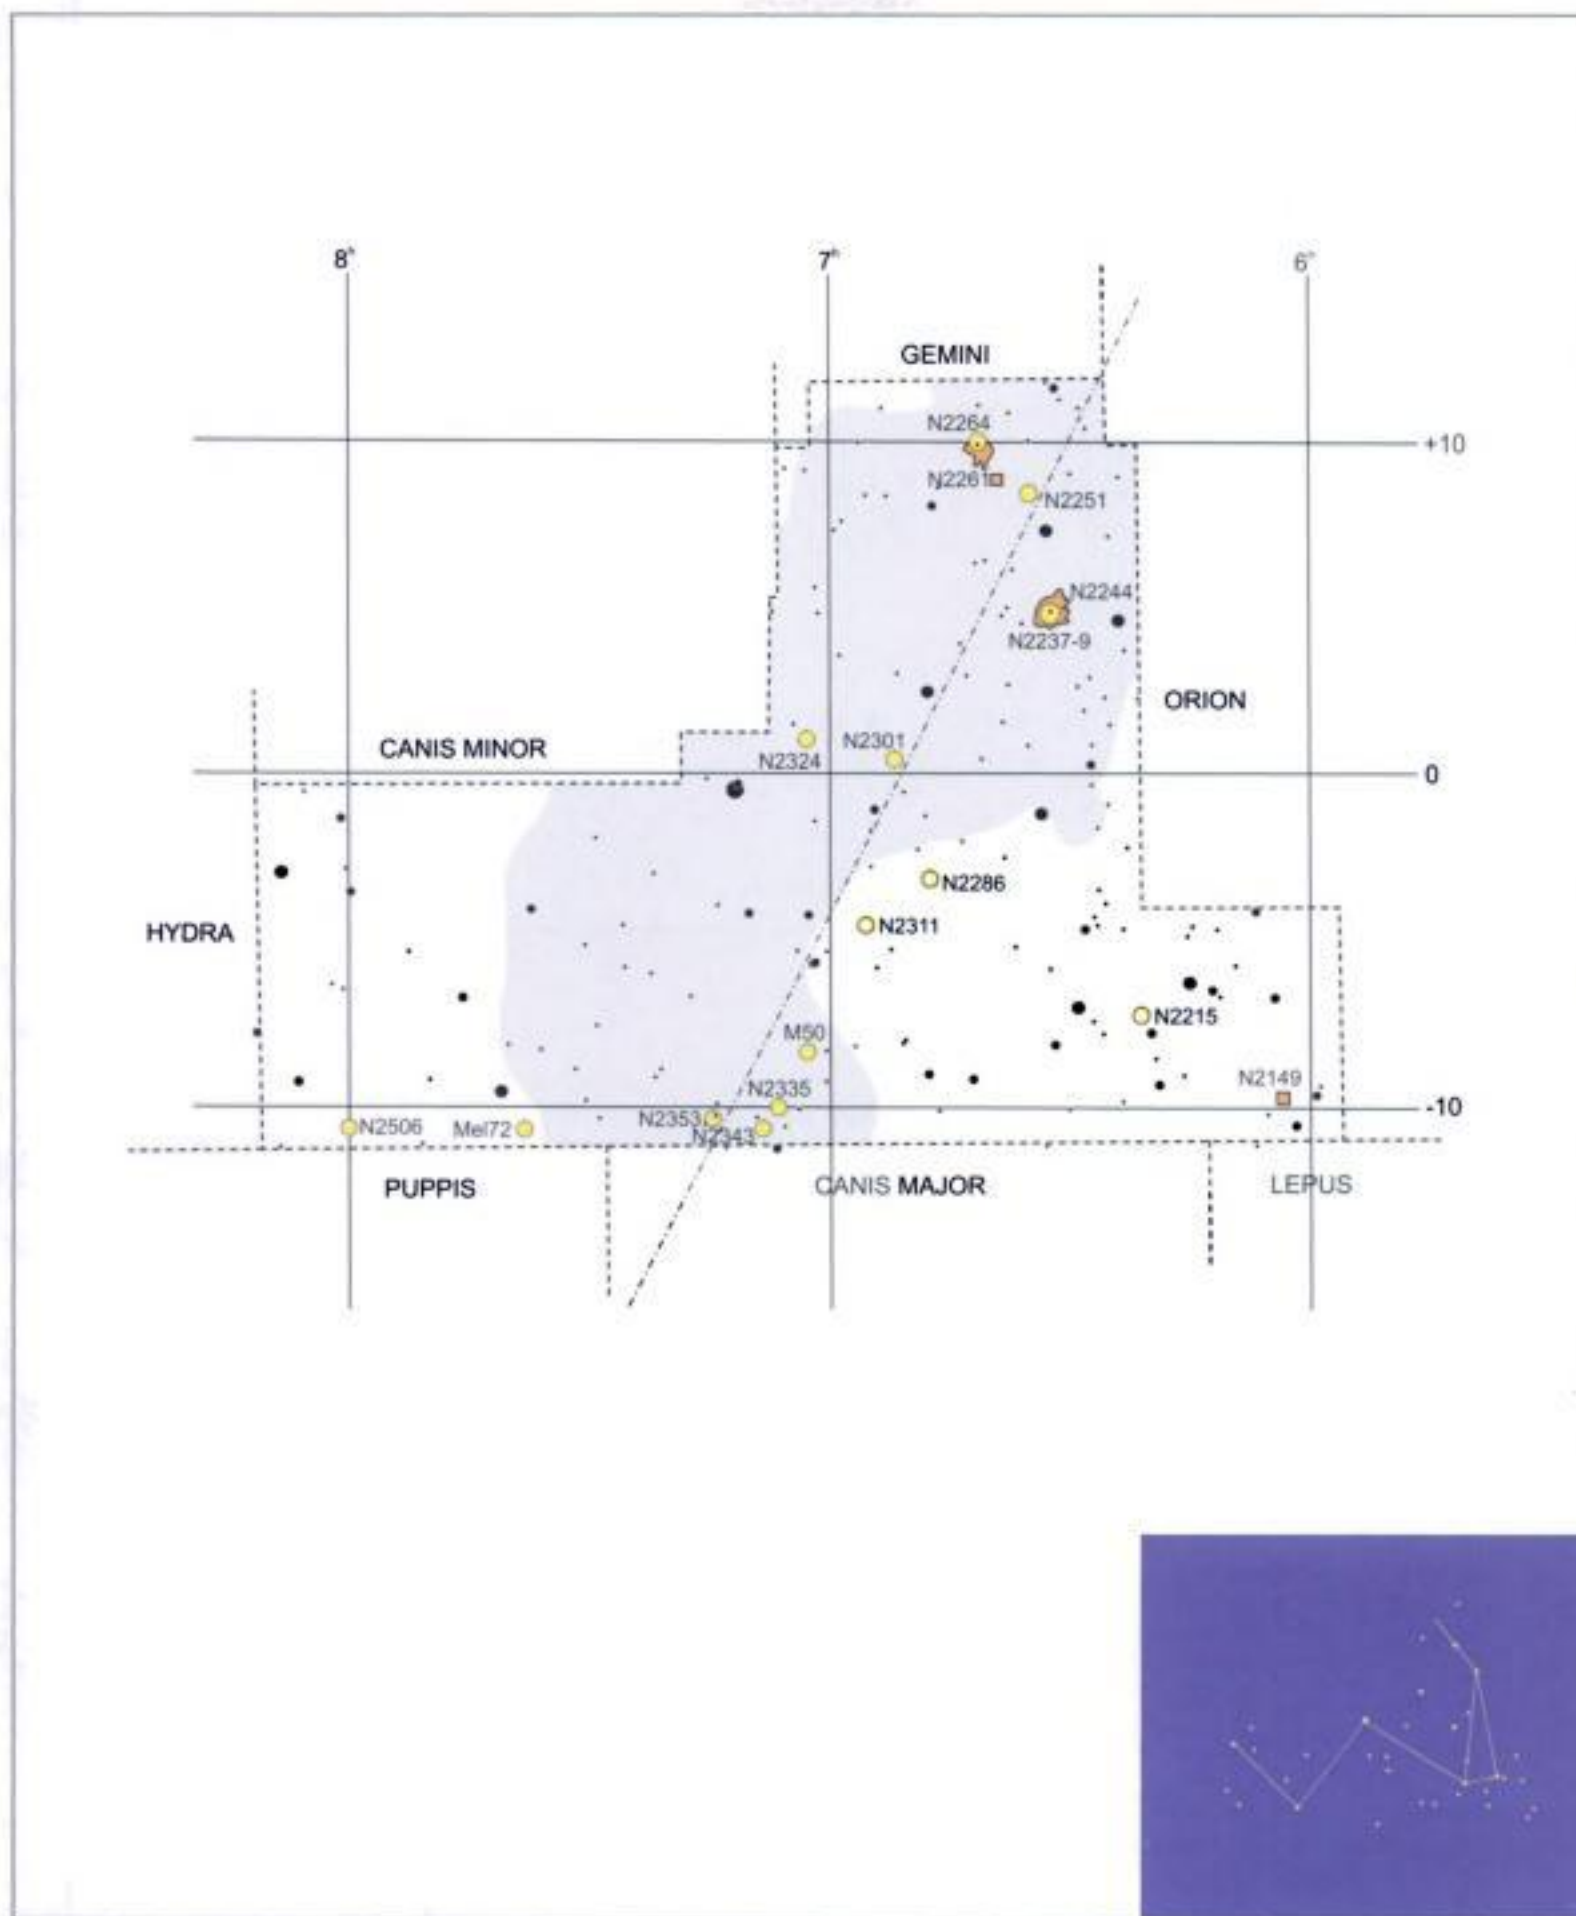 8h 7h 6h
GEMINI
N2264
+10
N2261
N2251
N2244
N2237-9
ORION
CANIS MINOR
N2301
N2324
0
N2286
HYDRA
N2311
N2215
M50
N2149
N2335
-10
N2353
N2506
Mel72
N2343
PUPPIS
CANIS MAJOR
LEPUS